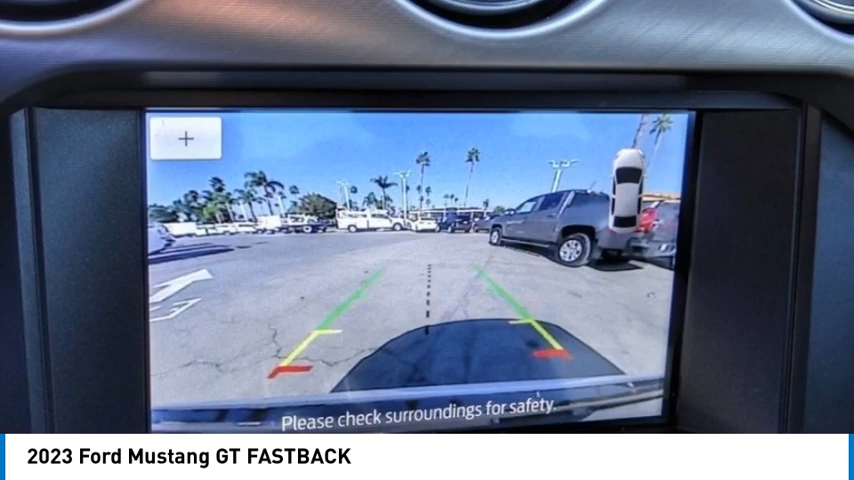 +
Please check surroundings for safety.
2023 Ford Mustang GT FASTBACK